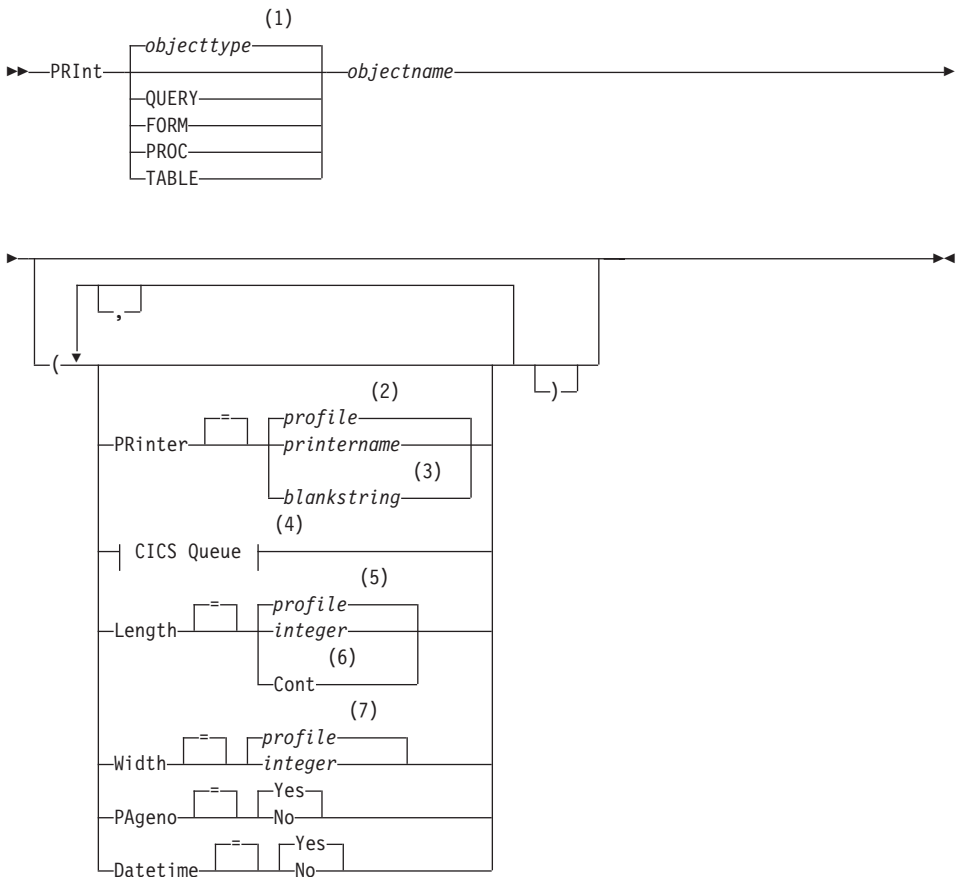 (1)
objecttype
PRInt objectname
QUERY
FORM
PROC
TABLE
,
(
)
(2)
= profile
PRinter printername
(3)
blankstring
(4)
CICS Queue
(5)
= profile
Length integer
(6)
Cont
(7)
= profile
Width integer
= Yes
PAgeno No
= Yes
Datetime No